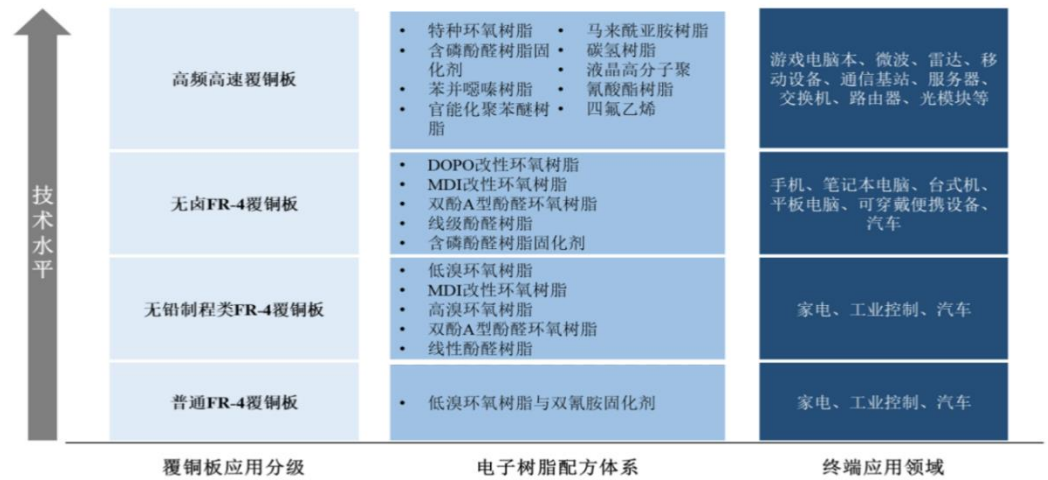 技术水平
高频高速覆铜板
• 特种环氧树脂
• 含磷酚醛树脂固
化剂
• 苯并噁嗪树脂
• 官能化聚苯醚树
脂
• 马来酰亚胺树脂
• 碳氢树脂
• 液晶高分子聚
• 氰酸酯树脂
• 四氟乙烯
游戏电脑本、微波、雷达、移
动设备、通信基站、服务器、
交换机、路由器、光模块等
无卤FR-4覆铜板
• DOPO改性环氧树脂
• MDI改性环氧树脂
• 双酚A型酚醛环氧树脂
• 线级酚醛树脂
• 含磷酚醛树脂固化剂
手机、笔记本电脑、台式机、
平板电脑、可穿戴便携设备、
汽车
无铅制程类FR-4覆铜板
• 低溴环氧树脂
• MDI改性环氧树脂
• 高溴环氧树脂
• 双酚A型酚醛环氧树脂
• 线性酚醛树脂
家电、工业控制、汽车
普通FR-4覆铜板
• 低溴环氧树脂与双氰胺固化剂
家电、工业控制、汽车
覆铜板应用分级
电子树脂配方体系
终端应用领域